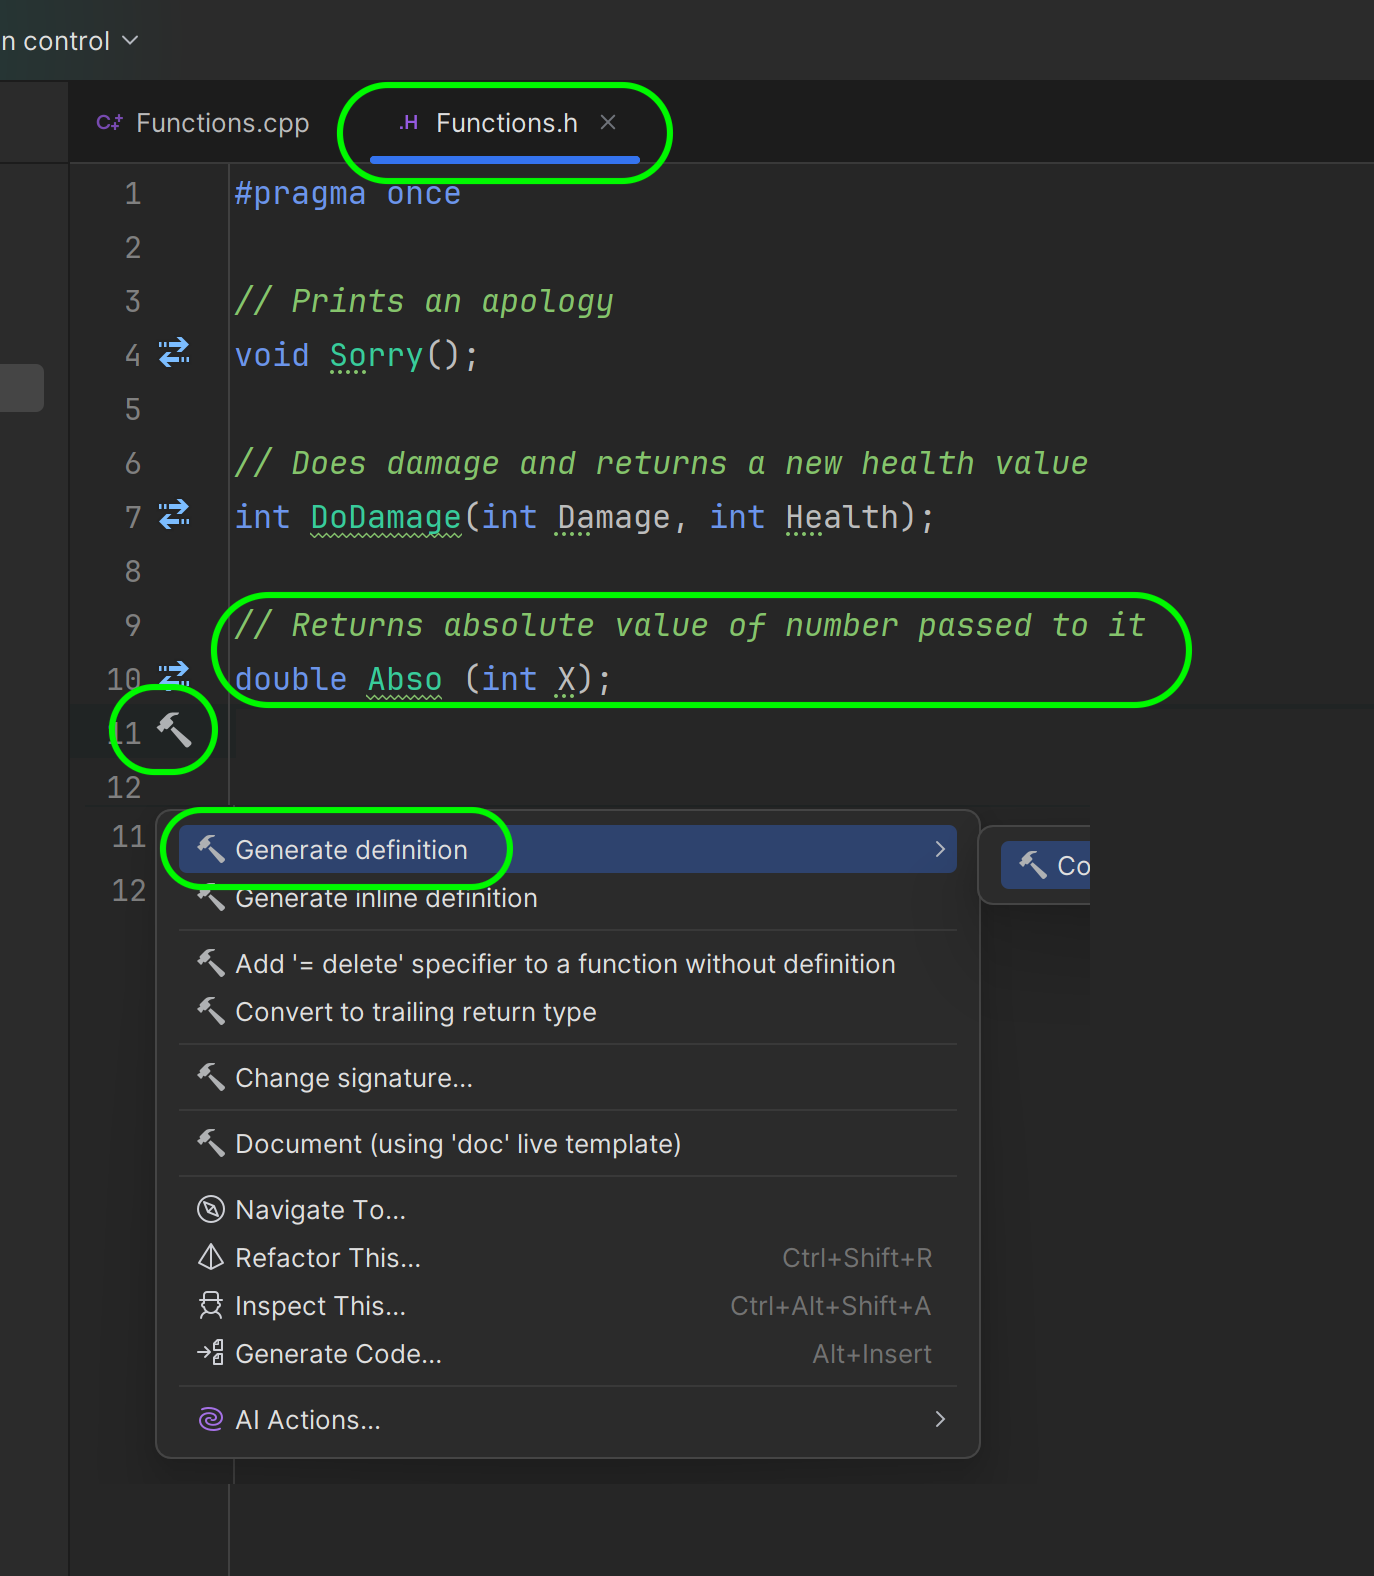 n control
C++ Functions.cpp .H Functions.h
1 #pragma once
2
3 // Prints an apology
4 void Sorry();
5
6 // Does damage and returns a new health value
7 int DoDamage(int Damage, int Health);
8
9 // Returns absolute value of number passed to it
10 double Abso (int X);
11
12
11 Generate definition Co
12 Generate inline definition
Add '= delete' specifier to a function without definition
Convert to trailing return type
Change signature...
Document (using 'doc' live template)
Navigate To...
Refactor This... Ctrl+Shift+R
Inspect This... Ctrl+Alt+Shift+A
Generate Code... Alt+Insert
AI Actions...